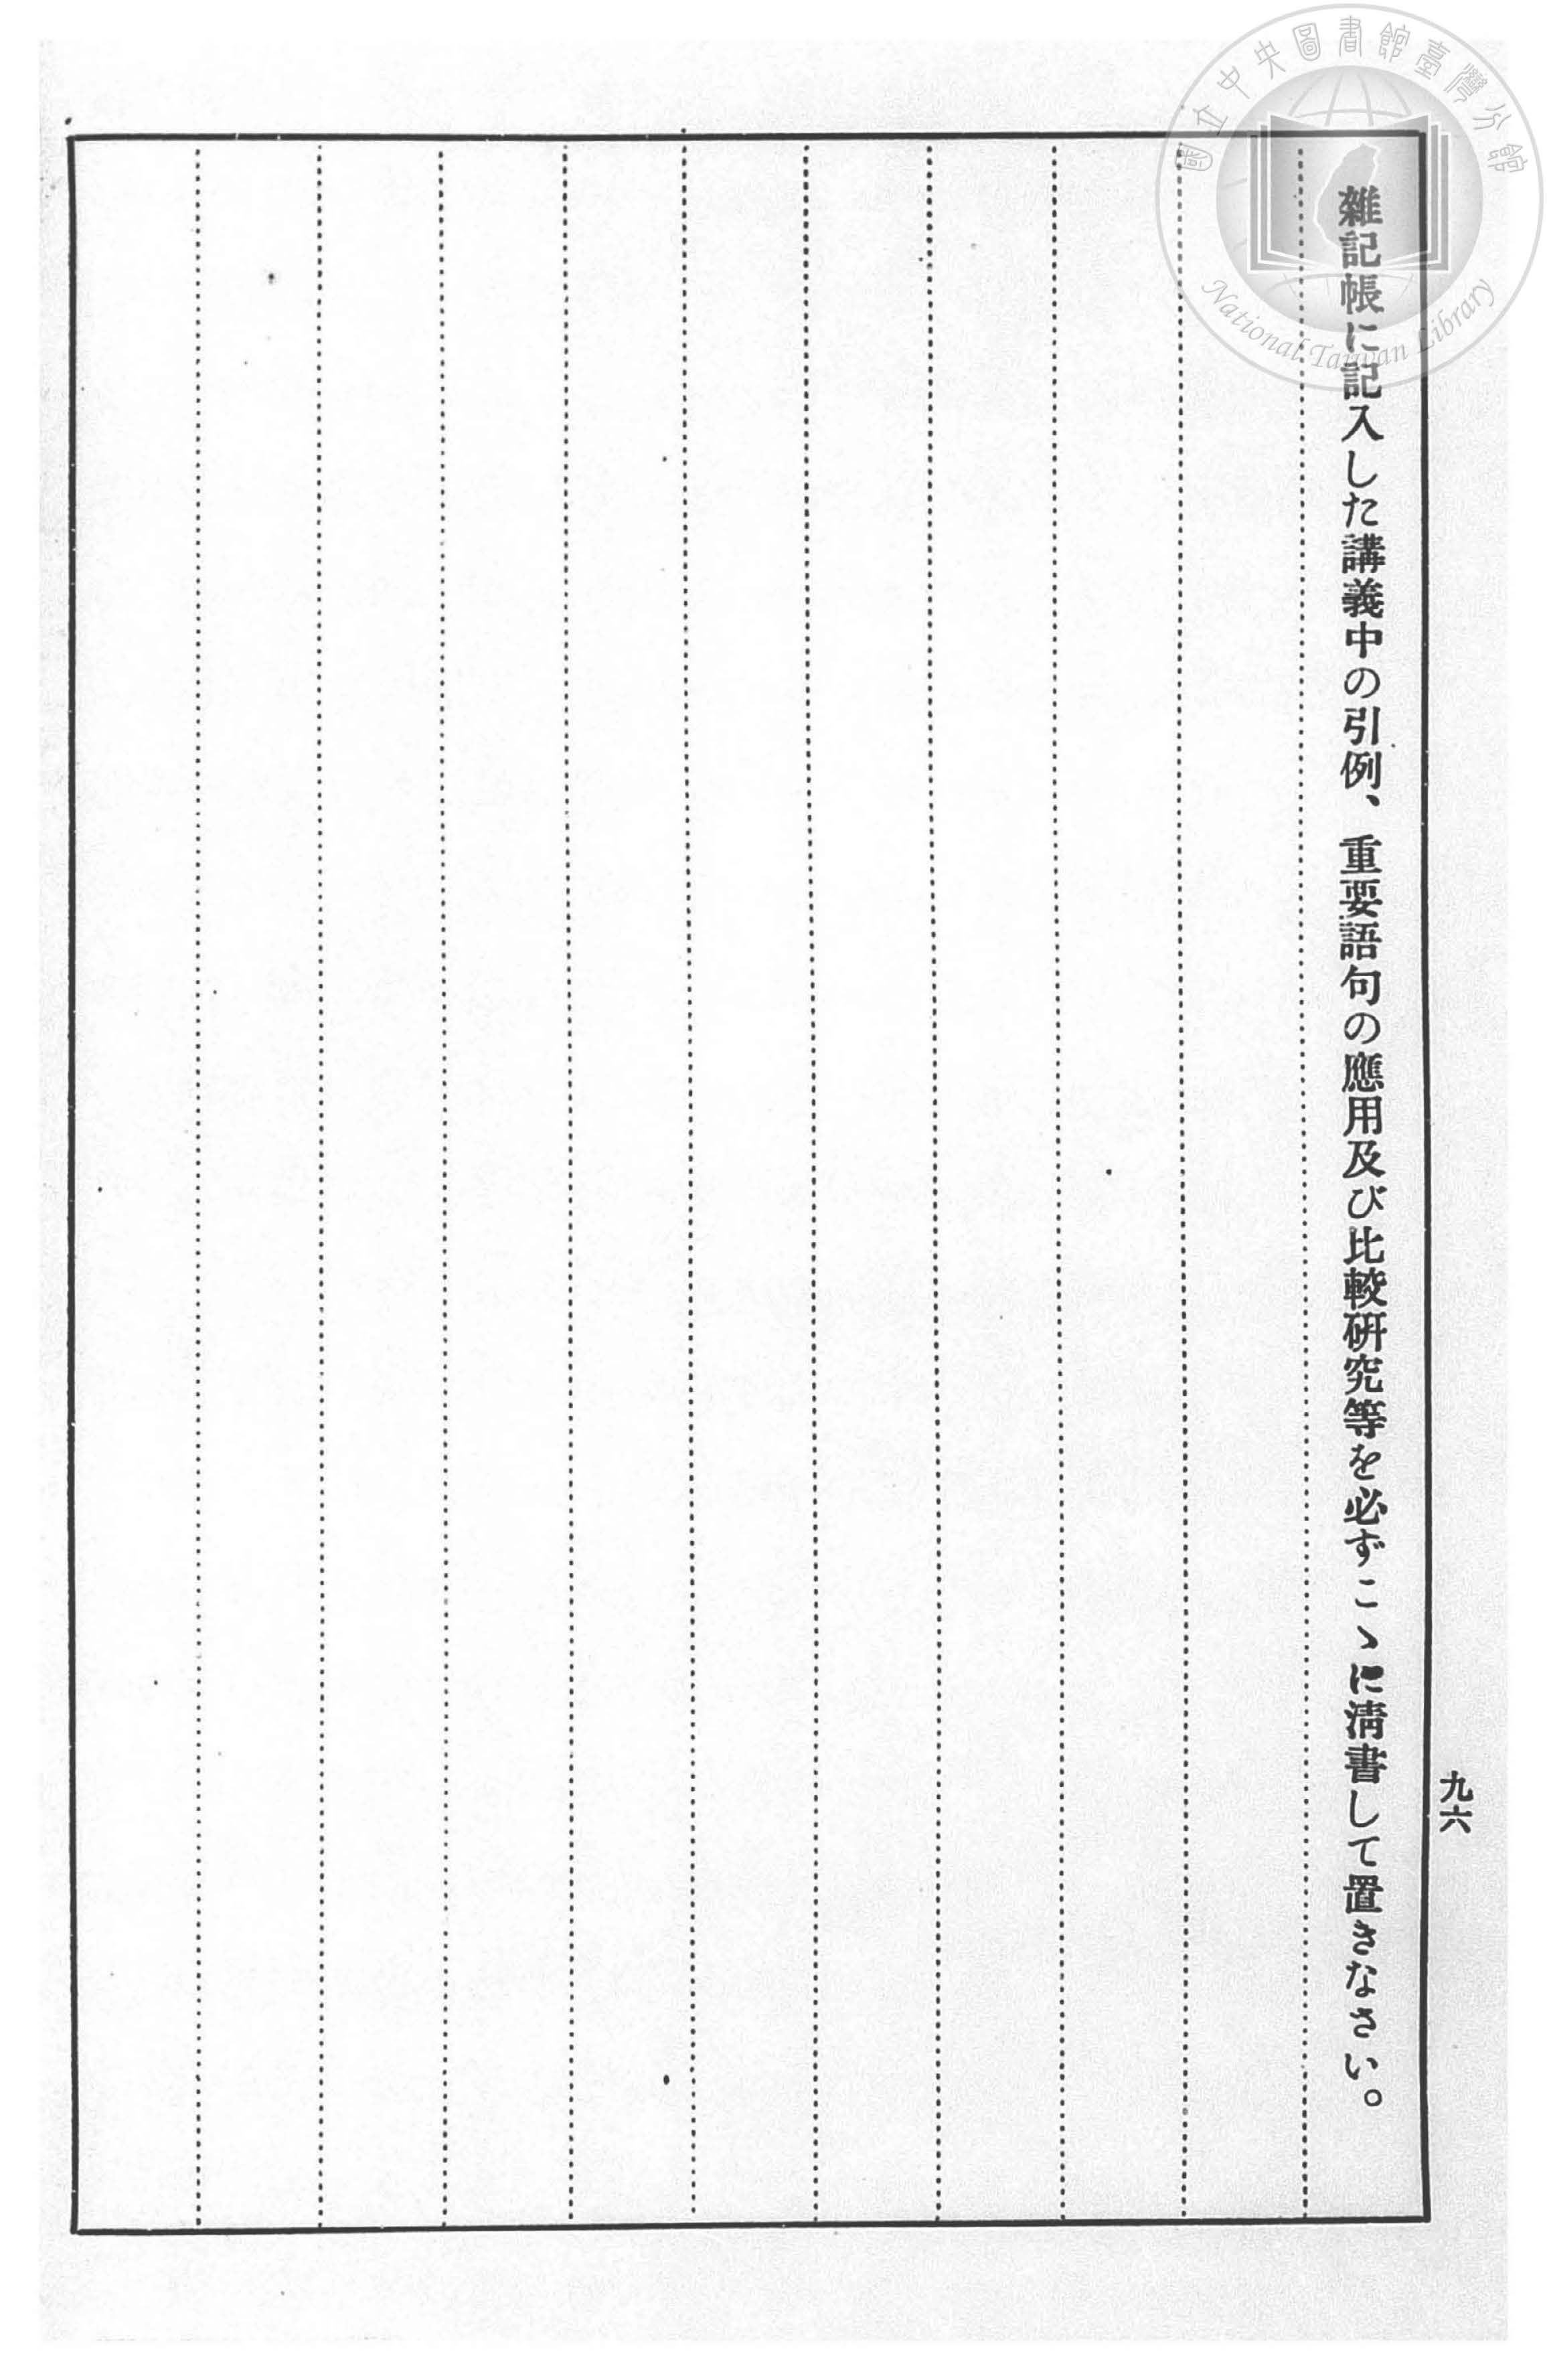 雜記帳に記入した講義中の引例、重要語句の應用及び比較硏究等を必ずこゝに淸書して置きなさい。
九六
國立中央圖書館臺灣分館
National Taiwan Library